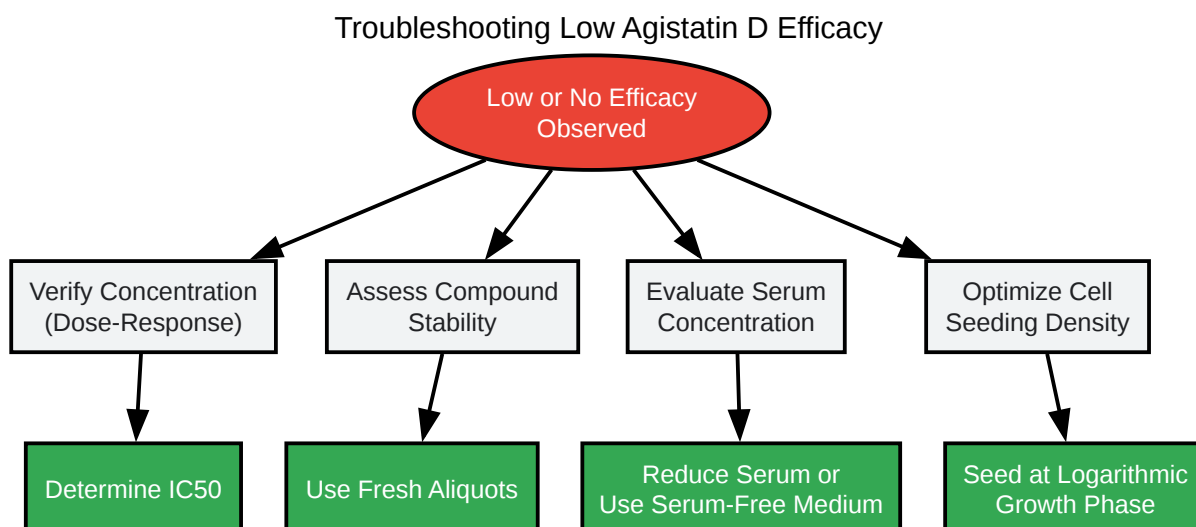 Troubleshooting Low Agistatin D Efficacy
Low or No Efficacy
Observed
Verify Concentration
(Dose-Response)
Assess Compound
Stability
Evaluate Serum
Concentration
Optimize Cell
Seeding Density
Determine IC50
Use Fresh Aliquots
Reduce Serum or
Use Serum-Free Medium
Seed at Logarithmic
Growth Phase